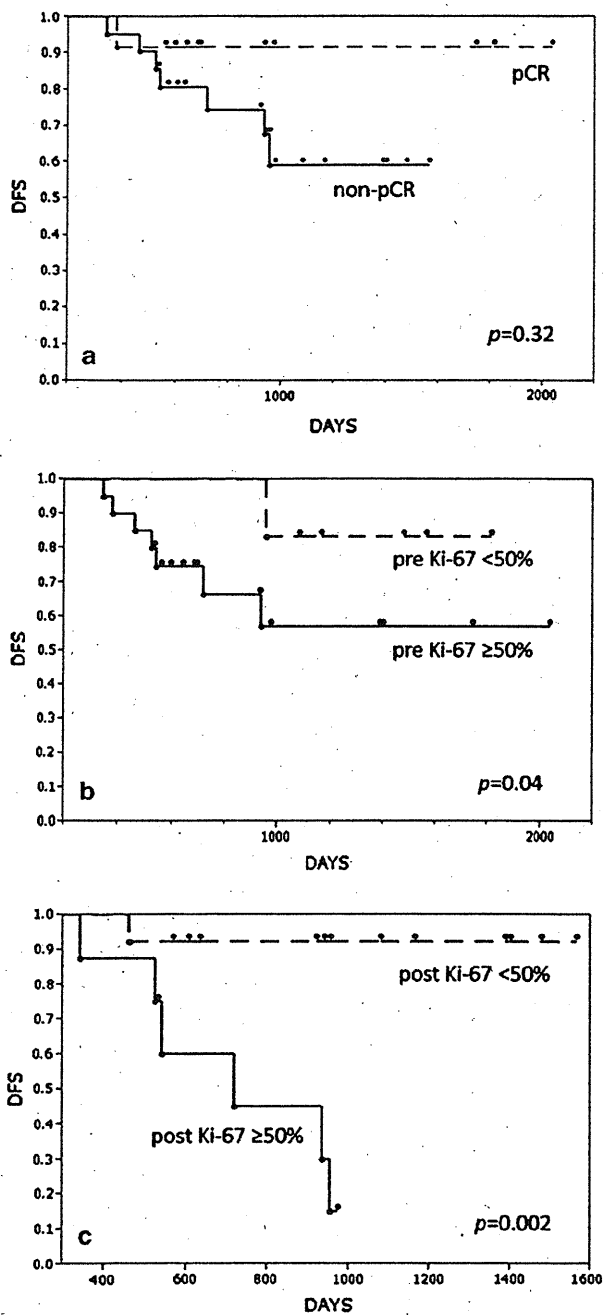 1.0
0.9
0.8
0.7
0.6
0.5
0.4
0.3
0.2
0.1
0.0
DFS
pCR
non-pCR
p=0.32
a
1000
2000
DAYS
1.0
0.9
0.8
0.7
0.6
0.5
0.4
0.3
0.2
0.1
0.0
DFS
pre Ki-67 <50%
pre Ki-67 ≥50%
p=0.04
b
1000
2000
DAYS
1.0
0.9
0.8
0.7
0.6
0.5
0.4
0.3
0.2
0.1
0.0
DFS
post Ki-67 <50%
post Ki-67 ≥50%
p=0.002
c
400
600
800
1000
1200
1400
1600
DAYS